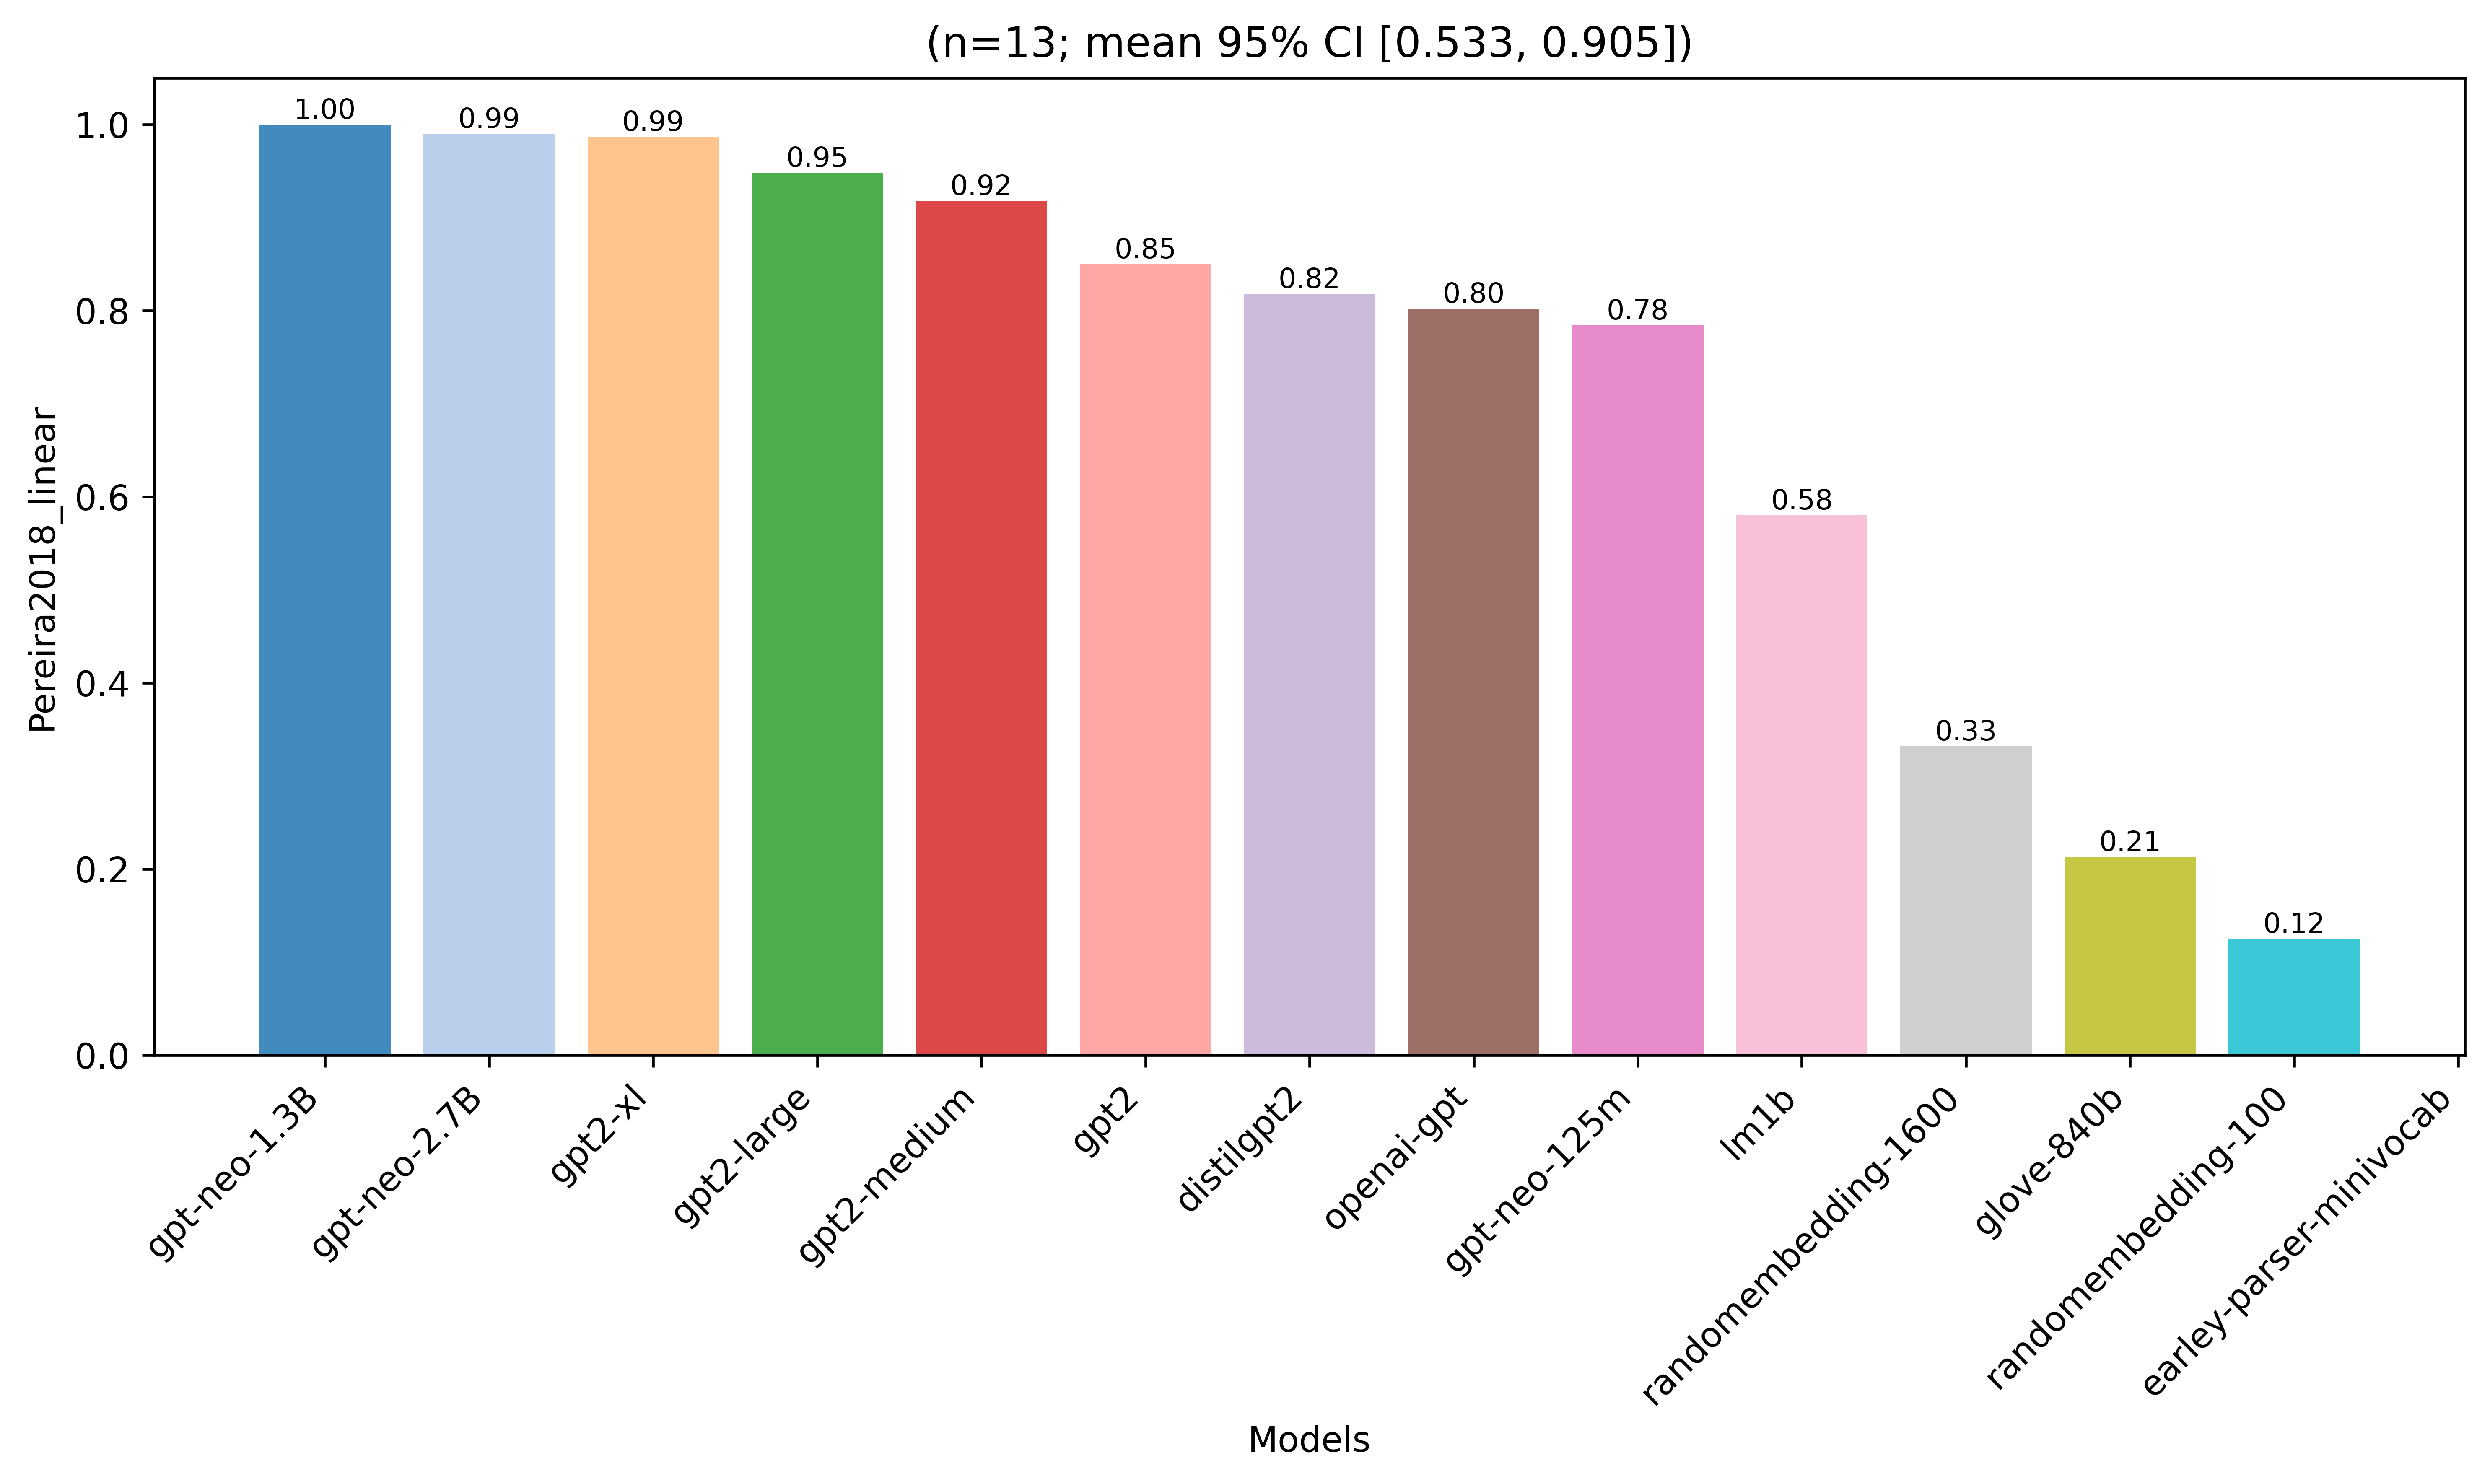 (n=13; mean 95% CI [0.533, 0.905])
Pereira2018_linear
1.0
0.8
0.6
0.4
0.2
0.0
1.00
0.99
0.99
0.95
0.92
0.85
0.82
0.80
0.78
0.58
0.33
0.21
0.12
gpt-neo-1.3B
gpt-neo-2.7B
gpt2-xl
gpt2-large
gpt2-medium
gpt2
distilgpt2
openai-gpt
gpt-neo-125m
lm1b
randomembedding-1600
glove-840b
randomembedding-100
earley-parser-minivocab
Models